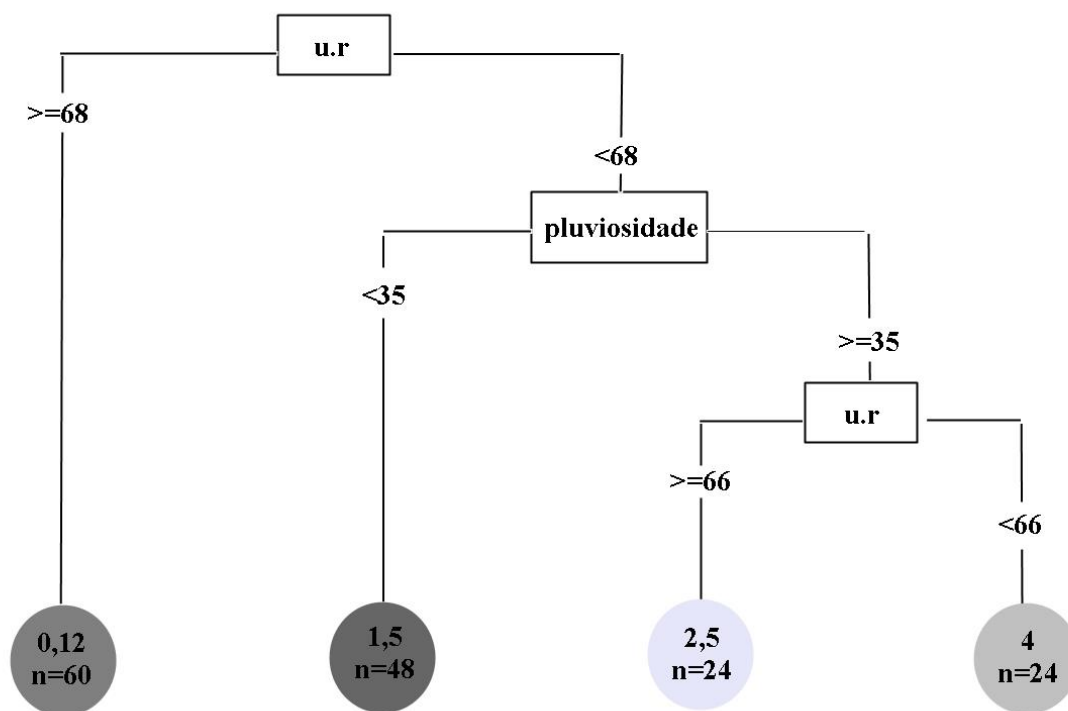 u.r
>=68
<68
pluviosidade
<35
>=35
u.r
>=66
<66
0,12
n=60
1,5
n=48
2,5
n=24
4
n=24